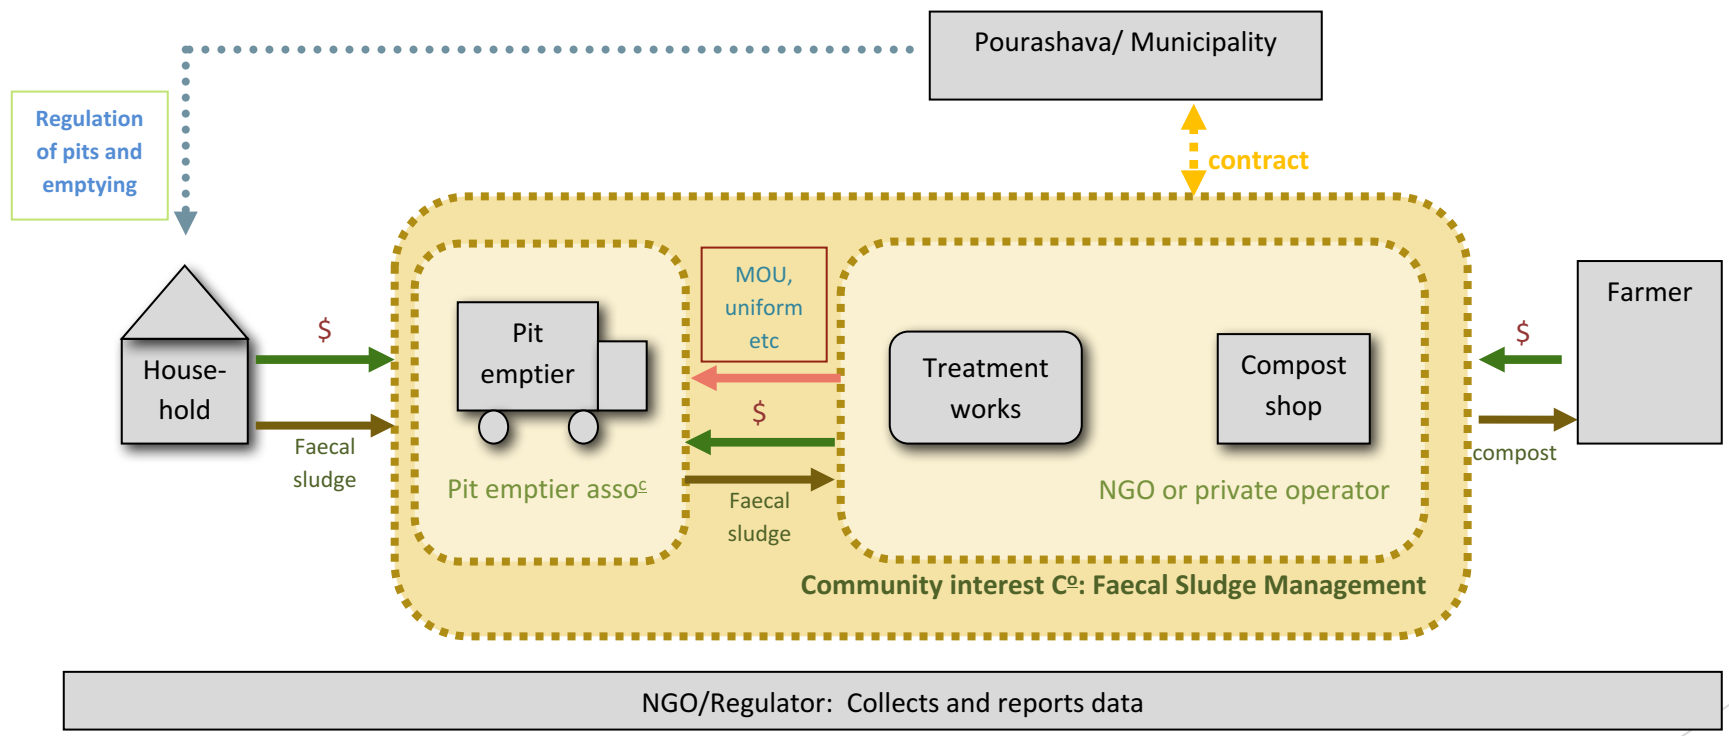 Pourashava/ Municipality
Regulation
of pits and
emptying
contract
MOU,
uniform
etc
Farmer
$
Pit
emptier
$
House-
hold
Treatment
works
Compost
shop
$
Faecal
sludge
compost
Pit emptier assoᶜ
Faecal
sludge
NGO or private operator
Community interest Cº: Faecal Sludge Management
NGO/Regulator:  Collects and reports data